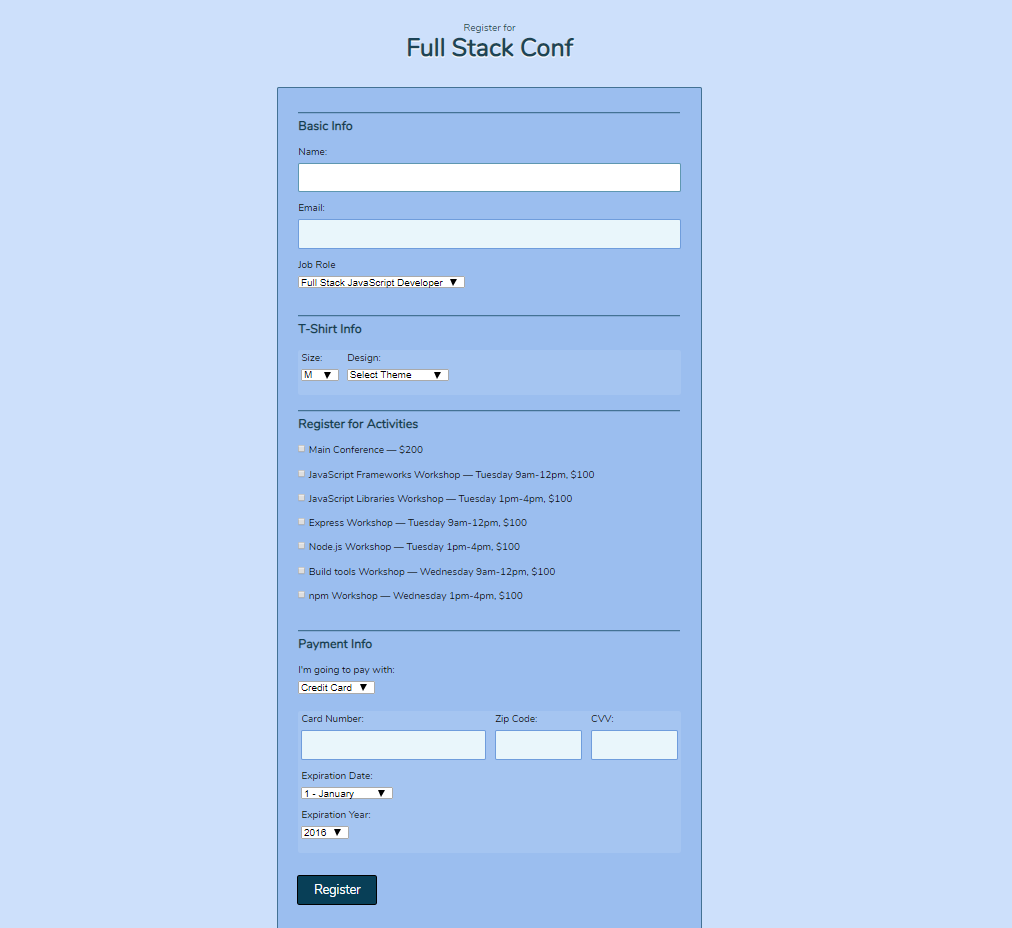 Register for
Full Stack Conf
Basic Info
Name:
Email:
Job Role
Full Stack JavaScript Developer
T-Shirt Info
Size: Design:
M Select Theme
Register for Activities
Main Conference — $200
JavaScript Frameworks Workshop — Tuesday 9am-12pm, $100
JavaScript Libraries Workshop — Tuesday 1pm-4pm, $100
Express Workshop — Tuesday 9am-12pm, $100
Node.js Workshop — Tuesday 1pm-4pm, $100
Build tools Workshop — Wednesday 9am-12pm, $100
npm Workshop — Wednesday 1pm-4pm, $100
Payment Info
I'm going to pay with:
Credit Card
Card Number: Zip Code: CVV:
Expiration Date:
1 - January
Expiration Year:
2016
Register